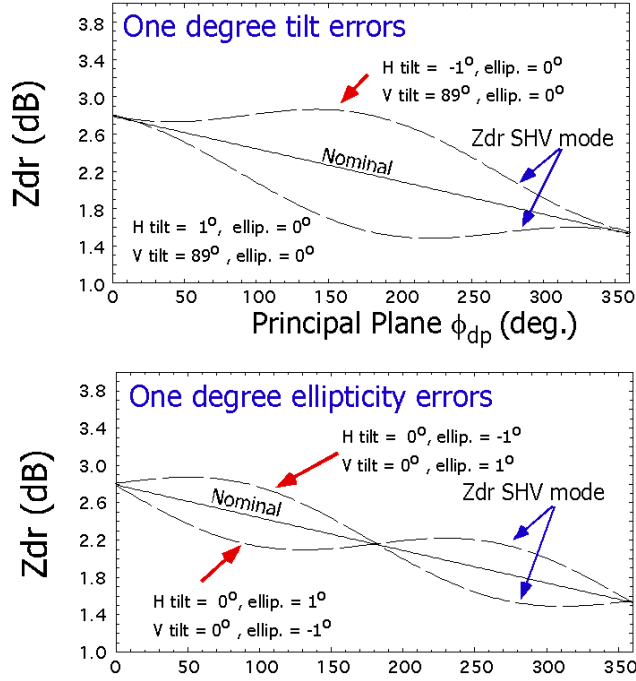 One degree tilt errors
H tilt = -1°, ellip.= 0°
V tilt = 89° , ellip.= 0°
Zdr SHV mode
Nominal
H tilt = 1°, ellip.= 0°
V tilt = 89° , ellip.= 0°
Zdr (dB)
3.8
3.4
3.0
2.6
2.2
1.8
1.4
1.0
0 50 100 150 200 250 300 350
Principal Plane ϕdp (deg.)
One degree ellipticity errors
H tilt = 0°, ellip.= -1°
V tilt = 0° , ellip.= 1°
Zdr SHV mode
Nominal
H tilt = 0°, ellip. = 1°
V tilt = 0° , ellip. = -1°
Zdr (dB)
3.8
3.4
3.0
2.6
2.2
1.8
1.4
1.0
0 50 100 150 200 250 300 350